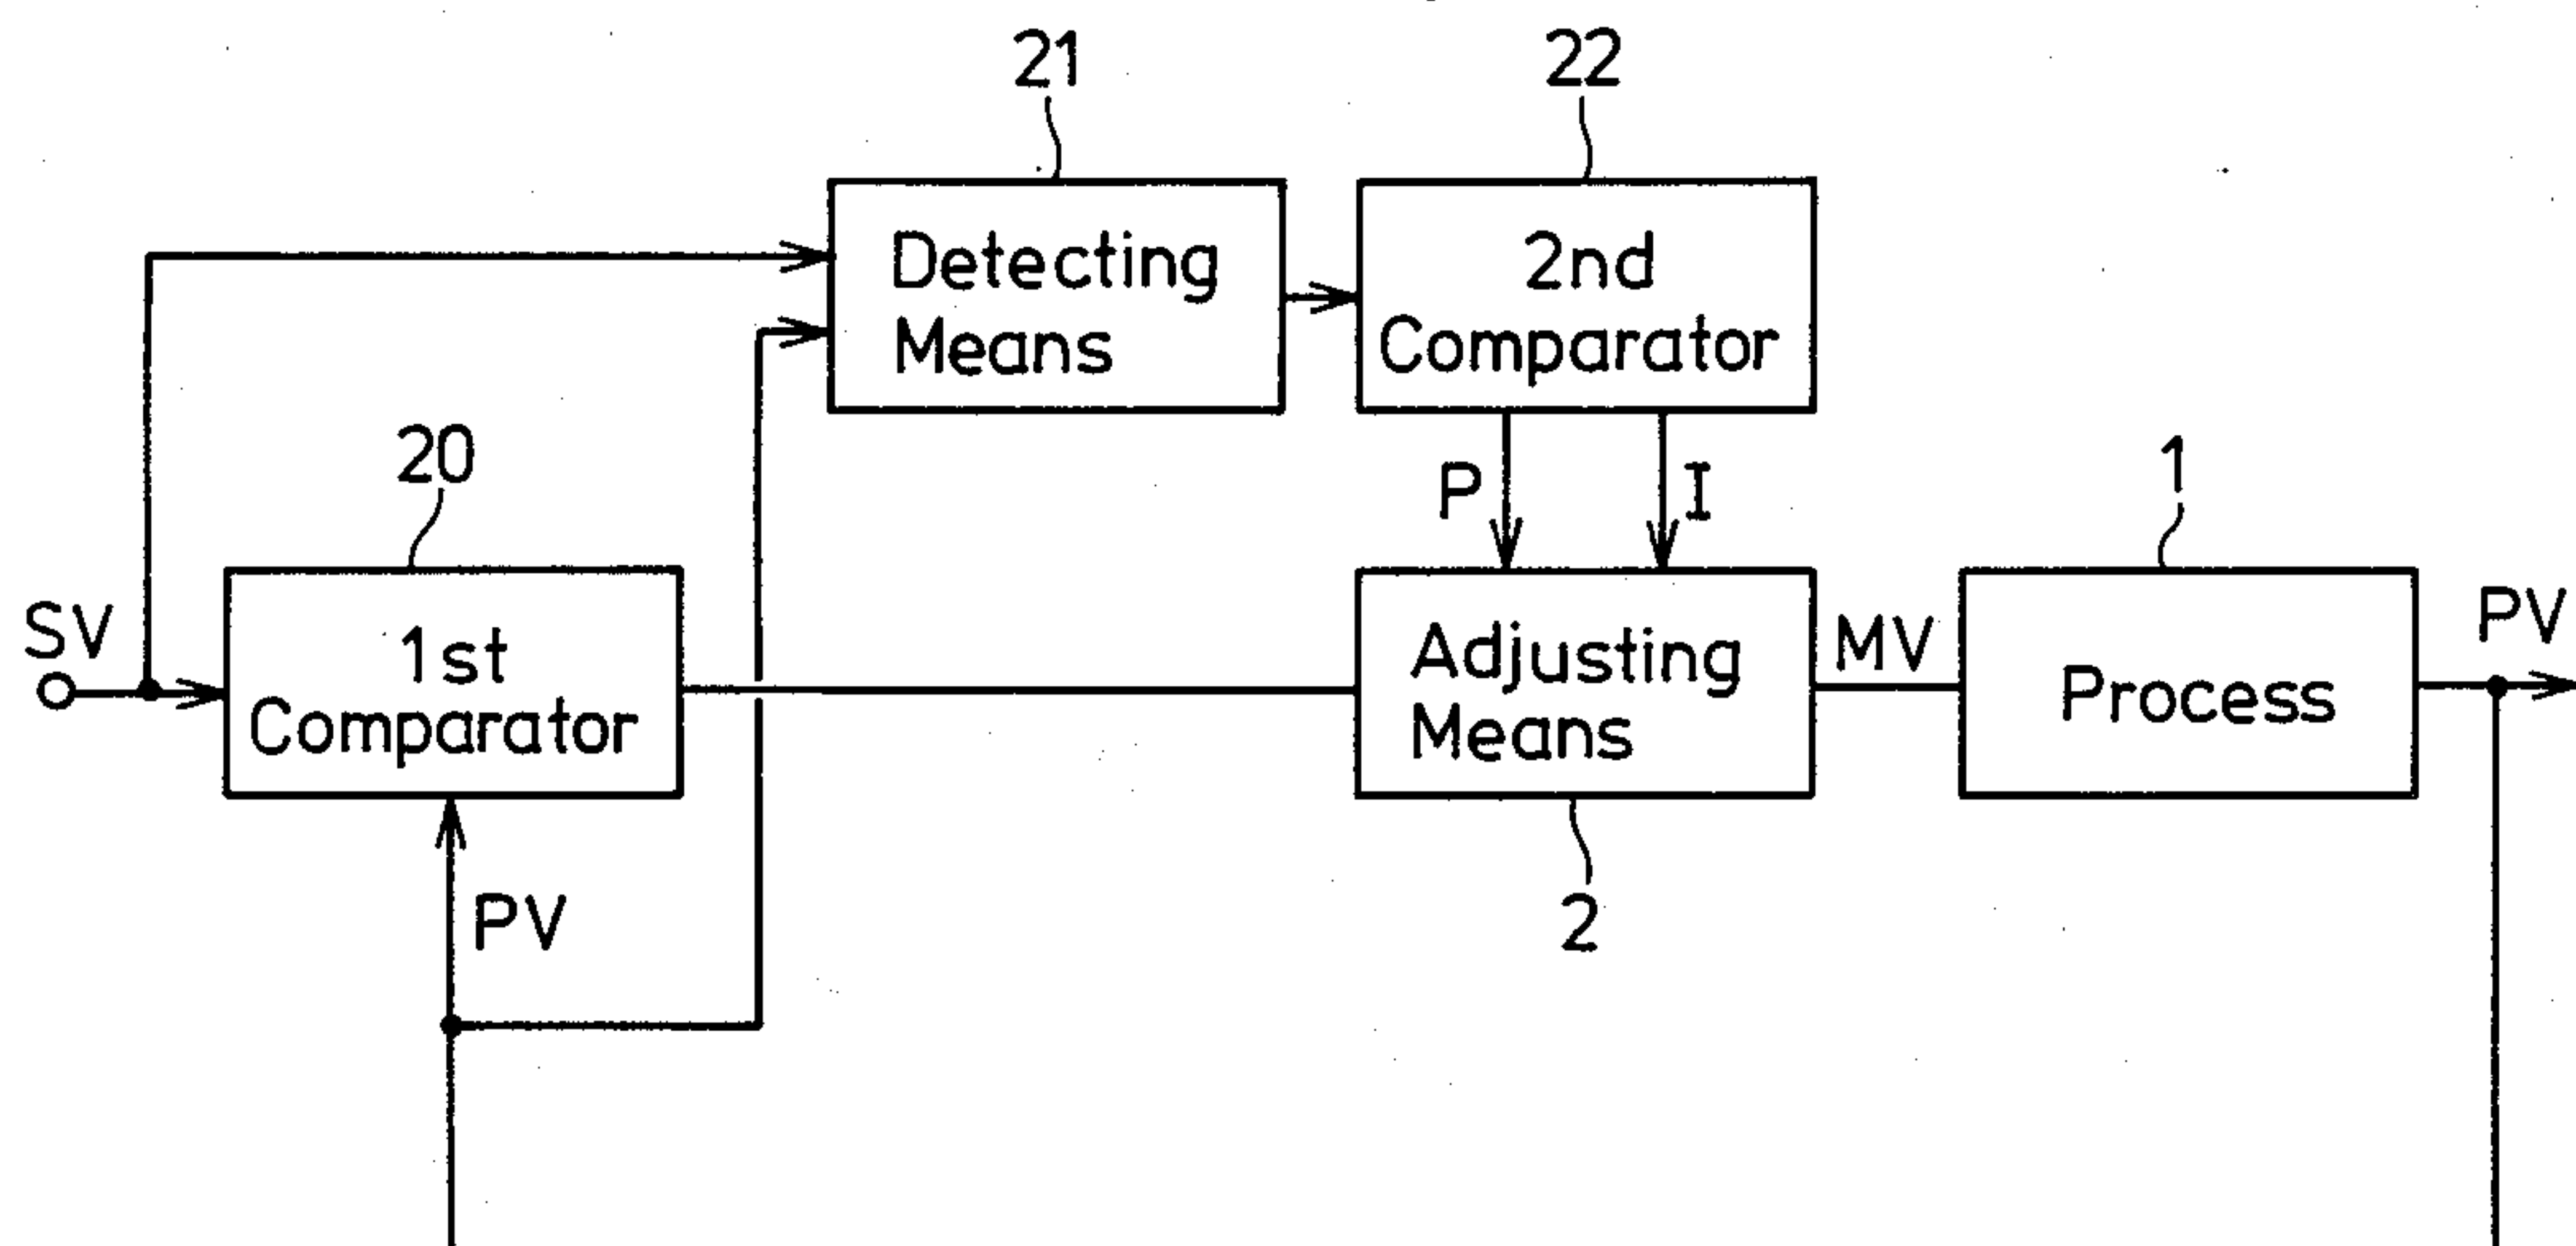 21
22
Detecting
Means
2nd
Comparator
20
P
I
1
SV
1st
Comparator
Adjusting
Means
MV
Process
PV
PV
2